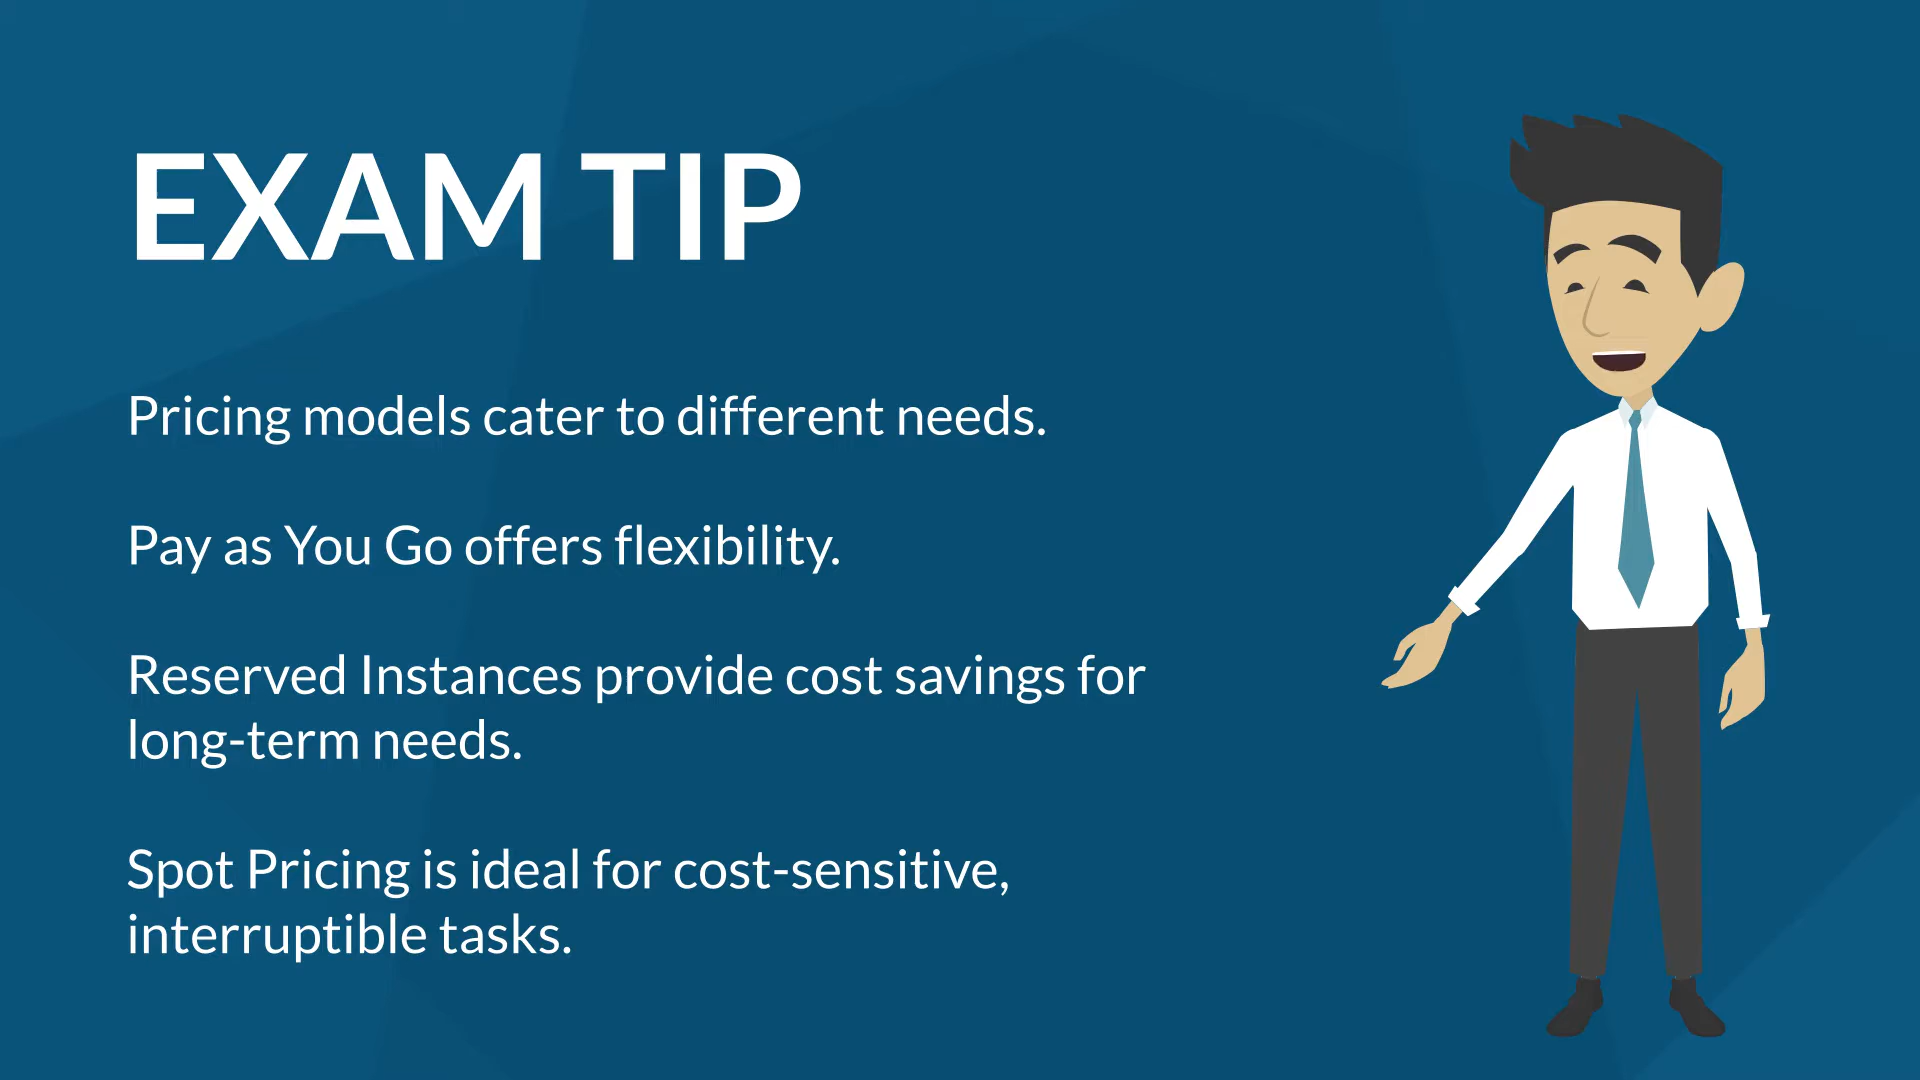 EXAM TIP
Pricing models cater to different needs.
Pay as You Go offers flexibility.
Reserved Instances provide cost savings for
long-term needs.
Spot Pricing is ideal for cost-sensitive,
interruptible tasks.